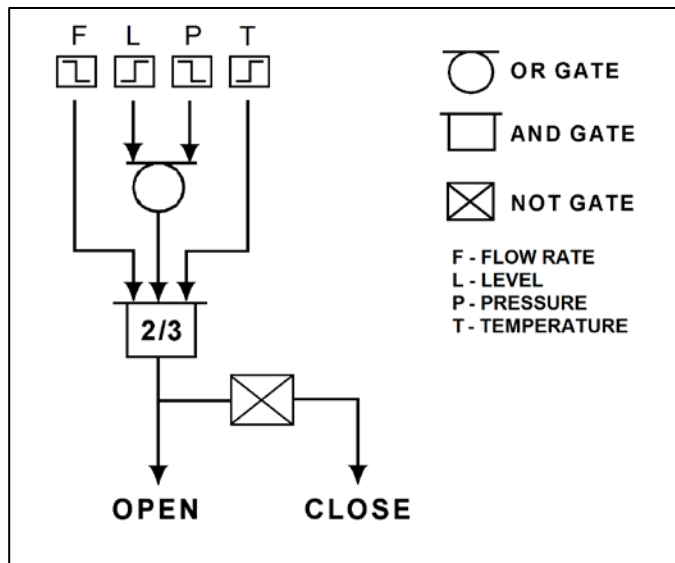 F L P T
OR GATE
AND GATE
NOT GATE
F - FLOW RATE
L - LEVEL
P - PRESSURE
T - TEMPERATURE
2/3
OPEN CLOSE